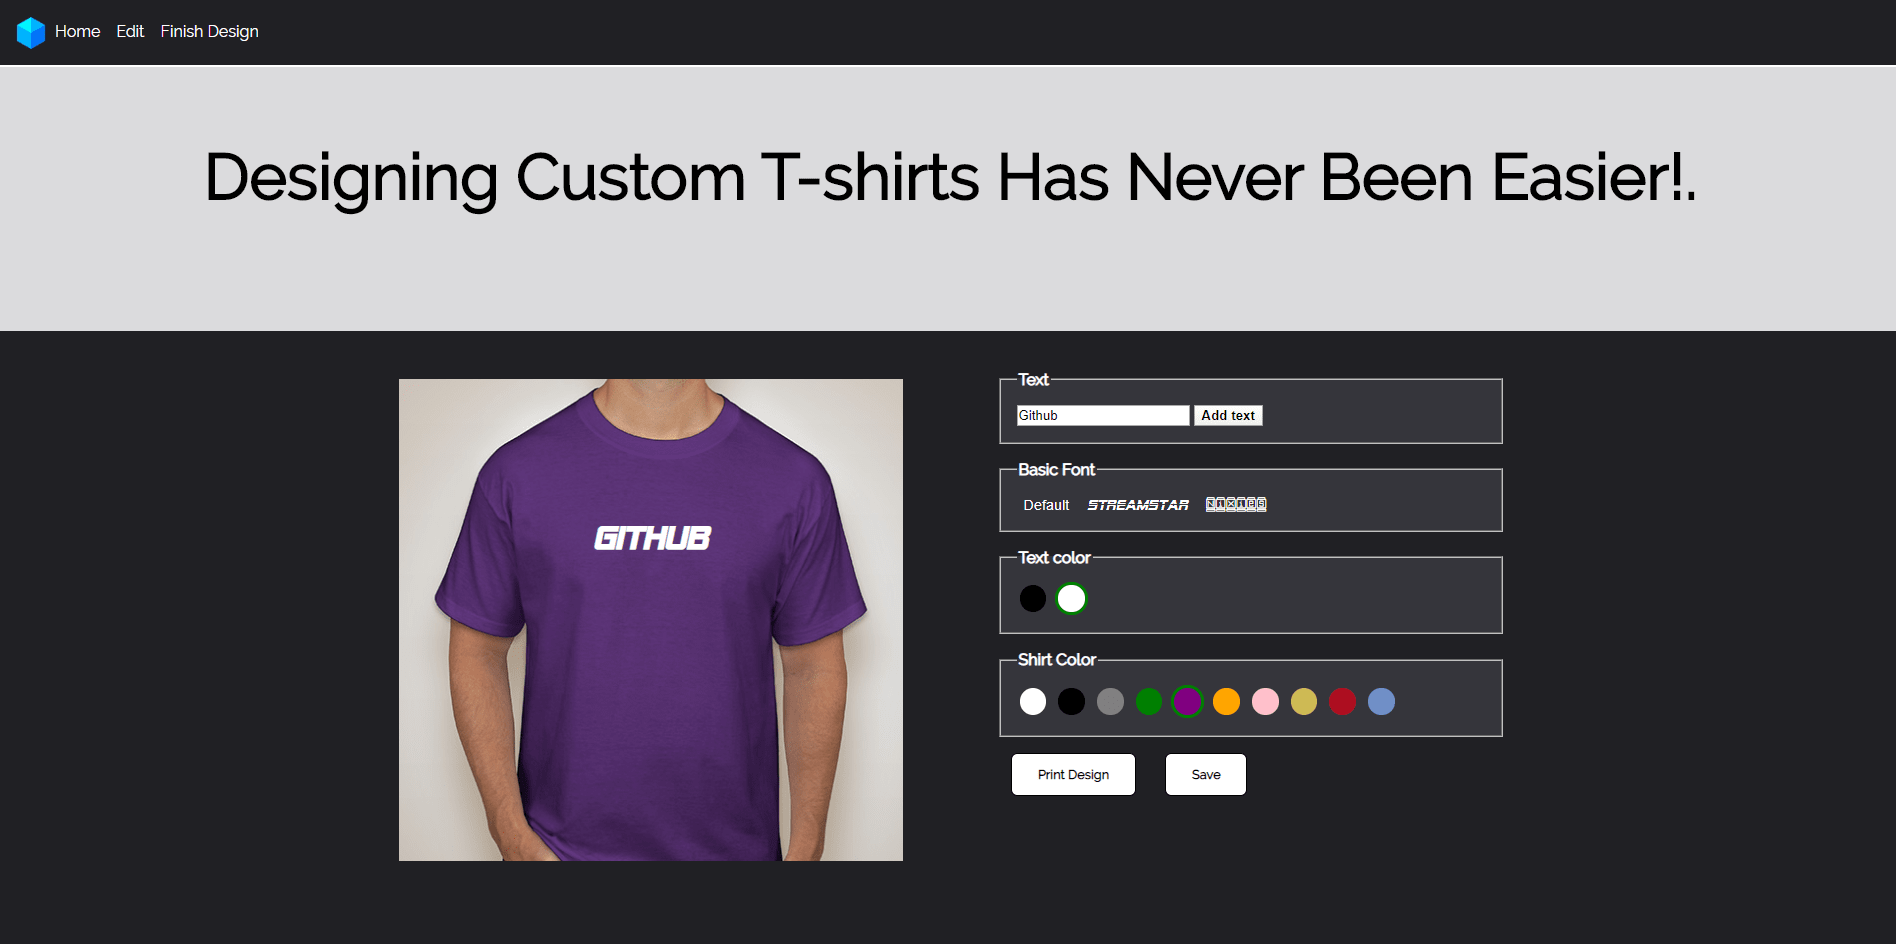 Home Edit Finish Design
Designing Custom T-shirts Has Never Been Easier!.
GITHUB
Text
Github Add text
Basic Font
Default STREAMSTAR NIXIES
Text color
Shirt Color
Print Design Save